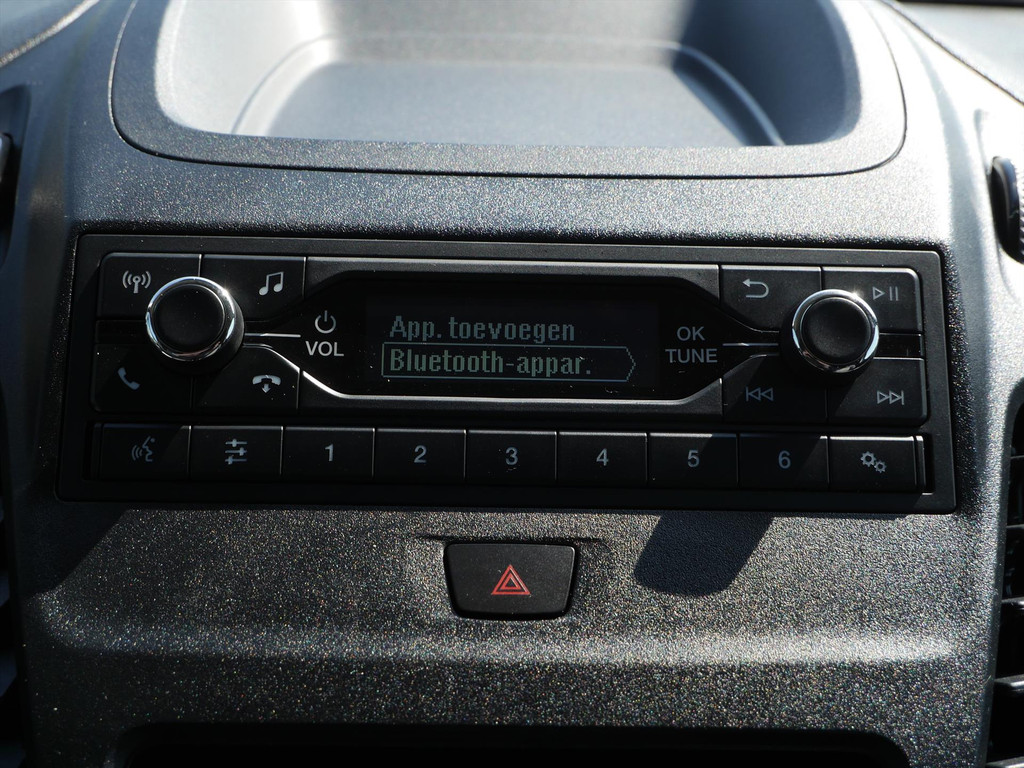 App. toevoegen
Bluetooth-appar.
VOL
OK
TUNE
1 2 3 4 5 6